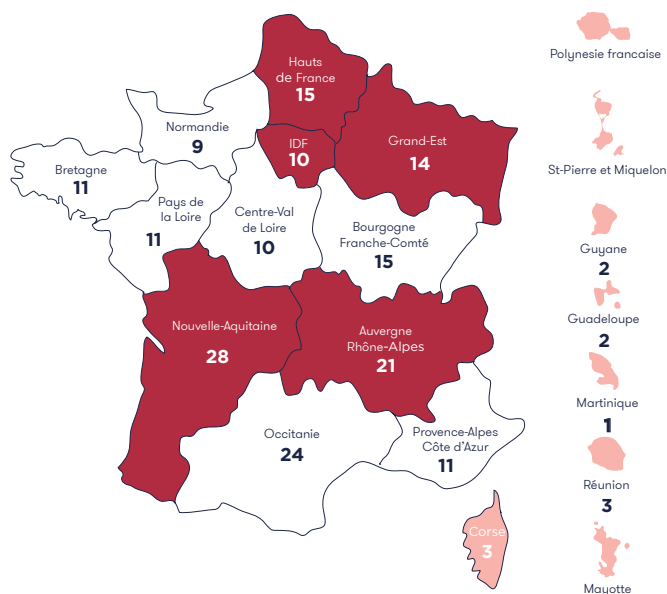 Hauts
de France
15
Normandie
9
IDF
10
Grand-Est
14
Bretagne
11
Pays de
la Loire
11
Centre-Val
de Loire
10
Bourgogne
Franche-Comté
15
Nouvelle-Aquitaine
28
Auvergne
Rhône-Alpes
21
Occitanie
24
Provence-Alpes
Côte d'Azur
11
Corse
3
Polynesie francaise
St-Pierre et Miquelon
Guyane
2
Guadeloupe
2
Martinique
1
Réunion
3
Mayotte